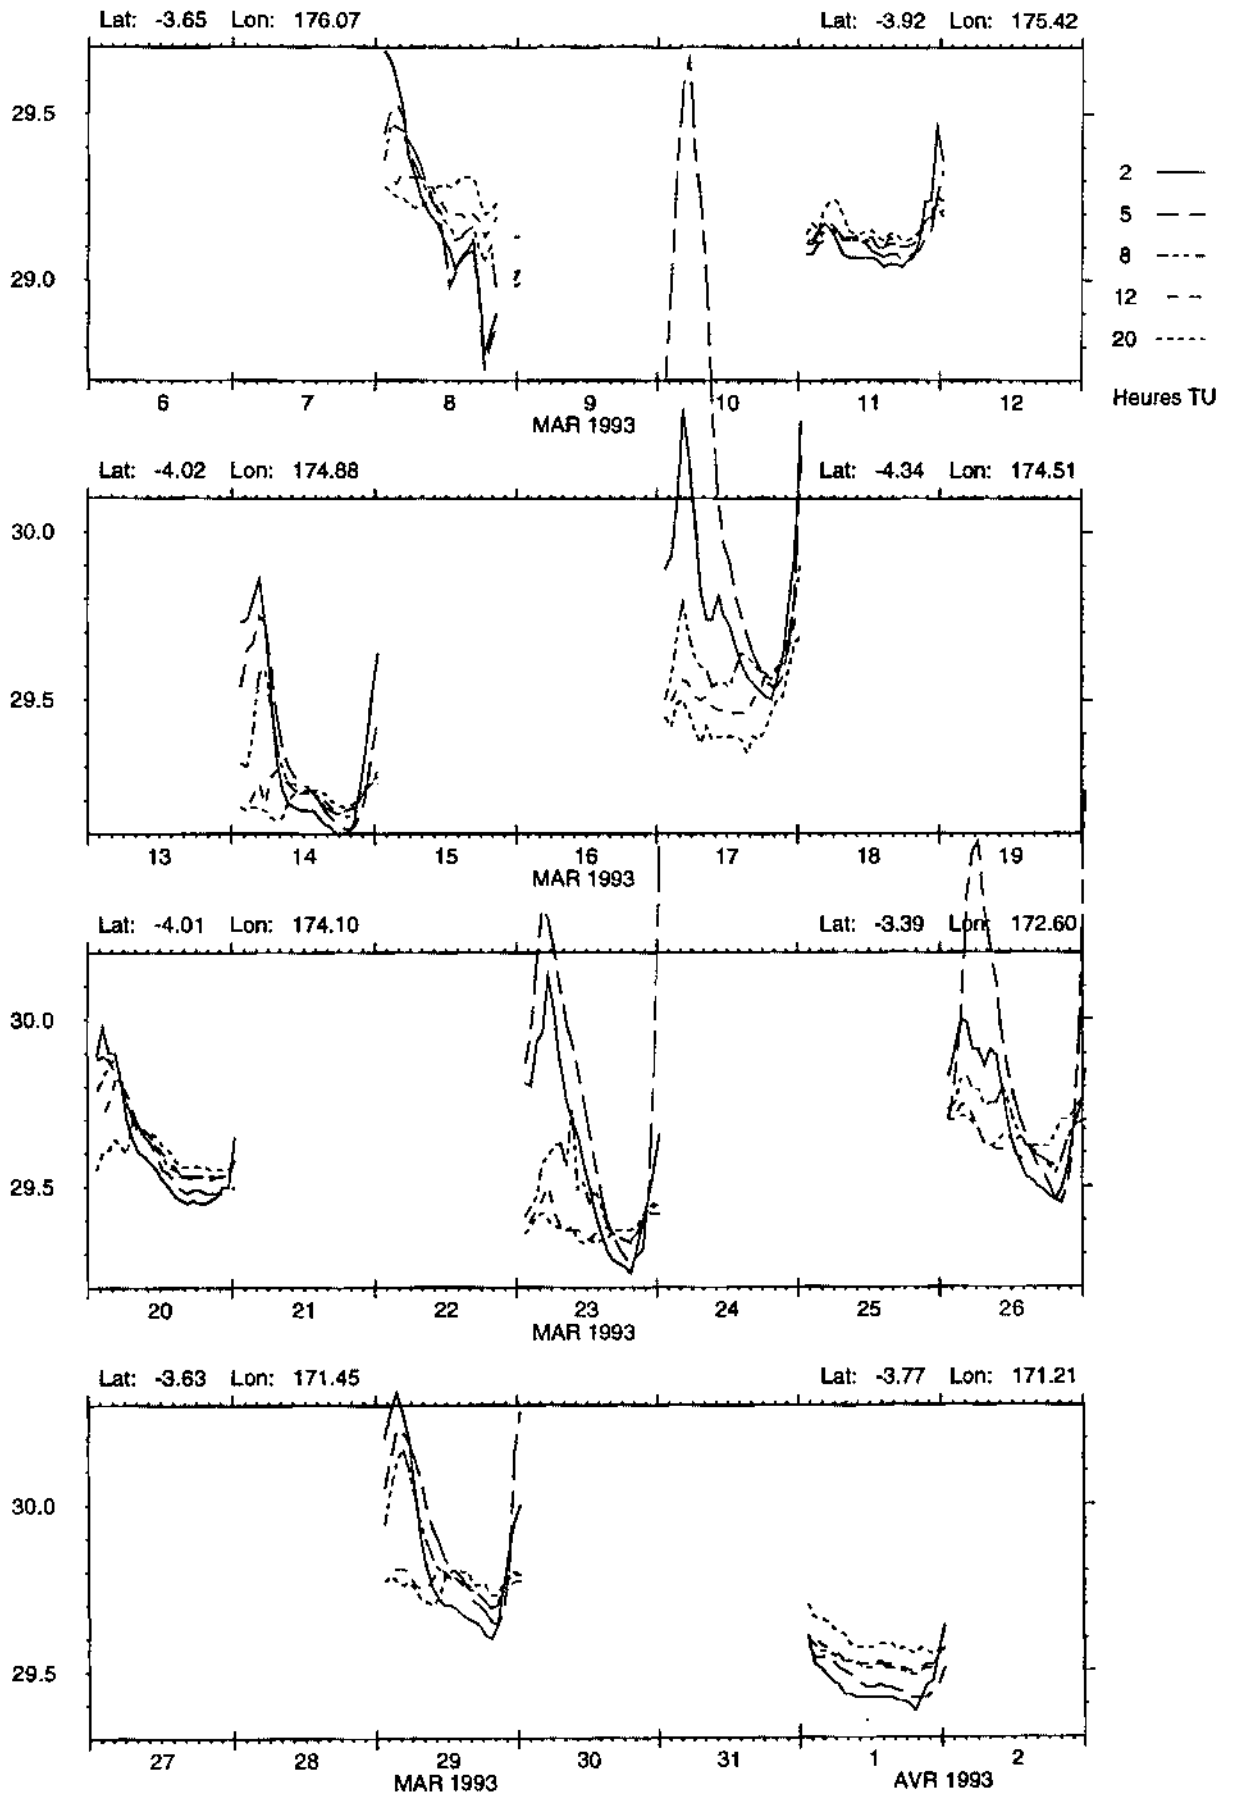 Lat: -3.65 Lon: 176.07 Lat: -3.92 Lon: 175.42
29.5
2
5
8
29.0
12
20
6 7 8 9 10 11 12 Heures TU
MAR 1993
Lat: -4.02 Lon: 174.88 Lat: -4.34 Lon: 174.51
30.0
29.5
13 14 15 16 17 18 19
MAR 1993
Lat: -4.01 Lon: 174.10 Lat: -3.39 Lon: 172.60
30.0
29.5
20 21 22 23 24 25 26
MAR 1993
Lat: -3.63 Lon: 171.45 Lat: -3.77 Lon: 171.21
30.0
29.5
27 28 29 30 31 1 2
MAR 1993 AVR 1993